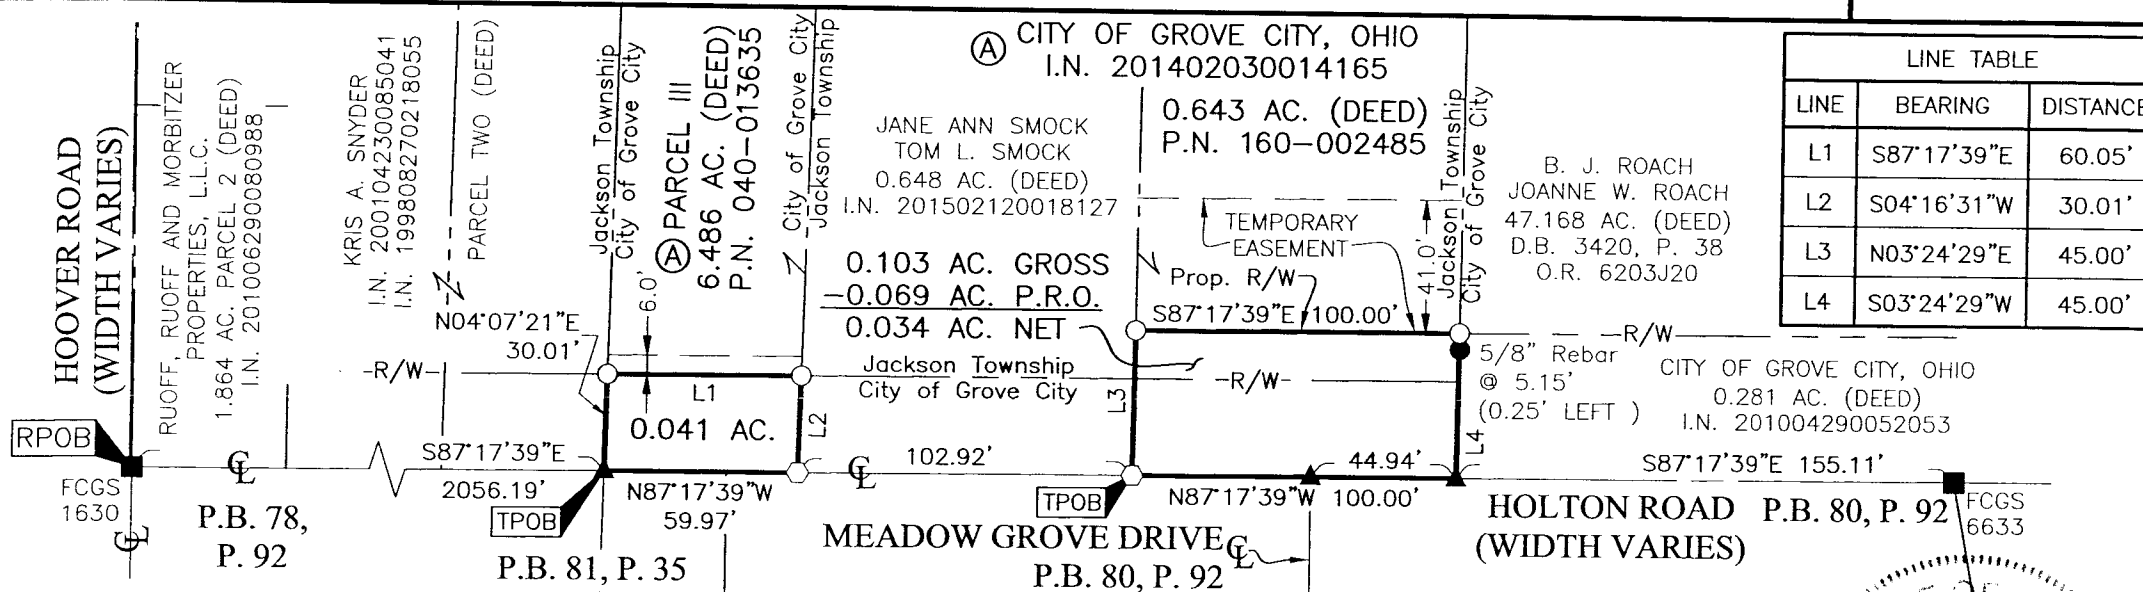 HOOVER ROAD
(WIDTH VARIES)
RUOFF, RUOFF AND MORBITZER
PROPERTIES, L.L.C.
1.864 AC. PARCEL 2 (DEED)
I.N. 201006290080988
KRIS A. SNYDER
I.N. 200104230085041
I.N. 199808270218055
PARCEL TWO (DEED)
Jackson Township
City of Grove City
A PARCEL III
6.486 AC. (DEED)
P.N. 040-013635
City of Grove City
Jackson Township
A CITY OF GROVE CITY, OHIO
I.N. 201402030014165
0.643 AC. (DEED)
P.N. 160-002485
JANE ANN SMOCK
TOM L. SMOCK
0.648 AC. (DEED)
I.N. 201502120018127
Jackson Township
City of Grove City
B. J. ROACH
JOANNE W. ROACH
47.168 AC. (DEED)
D.B. 3420, P. 38
O.R. 6203J20
LINE TABLE
LINE BEARING DISTANCE
L1 S87°17'39"E 60.05'
L2 S04°16'31"W 30.01'
L3 N03°24'29"E 45.00'
L4 S03°24'29"W 45.00'
TEMPORARY
EASEMENT
41.0'
0.103 AC. GROSS
-0.069 AC. P.R.O.
0.034 AC. NET
Prop. R/W
S87°17'39"E 100.00'
N04°07'21"E
30.01'
6.0'
-R/W-
L1
0.041 AC.
L2
Jackson Township
City of Grove City
-R/W-
L3
L4
-R/W-
5/8" Rebar
@ 5.15'
(0.25' LEFT )
CITY OF GROVE CITY, OHIO
0.281 AC. (DEED)
I.N. 201004290052053
RPOB
FCGS
1630
CL
CL
P.B. 78,
P. 92
S87°17'39"E
2056.19'
TPOB
N87°17'39"W
59.97'
P.B. 81, P. 35
CL
102.92'
TPOB
44.94'
N87°17'39"W 100.00'
MEADOW GROVE DRIVE CL
P.B. 80, P. 92
S87°17'39"E 155.11'
HOLTON ROAD P.B. 80, P. 92
(WIDTH VARIES)
FCGS
6633